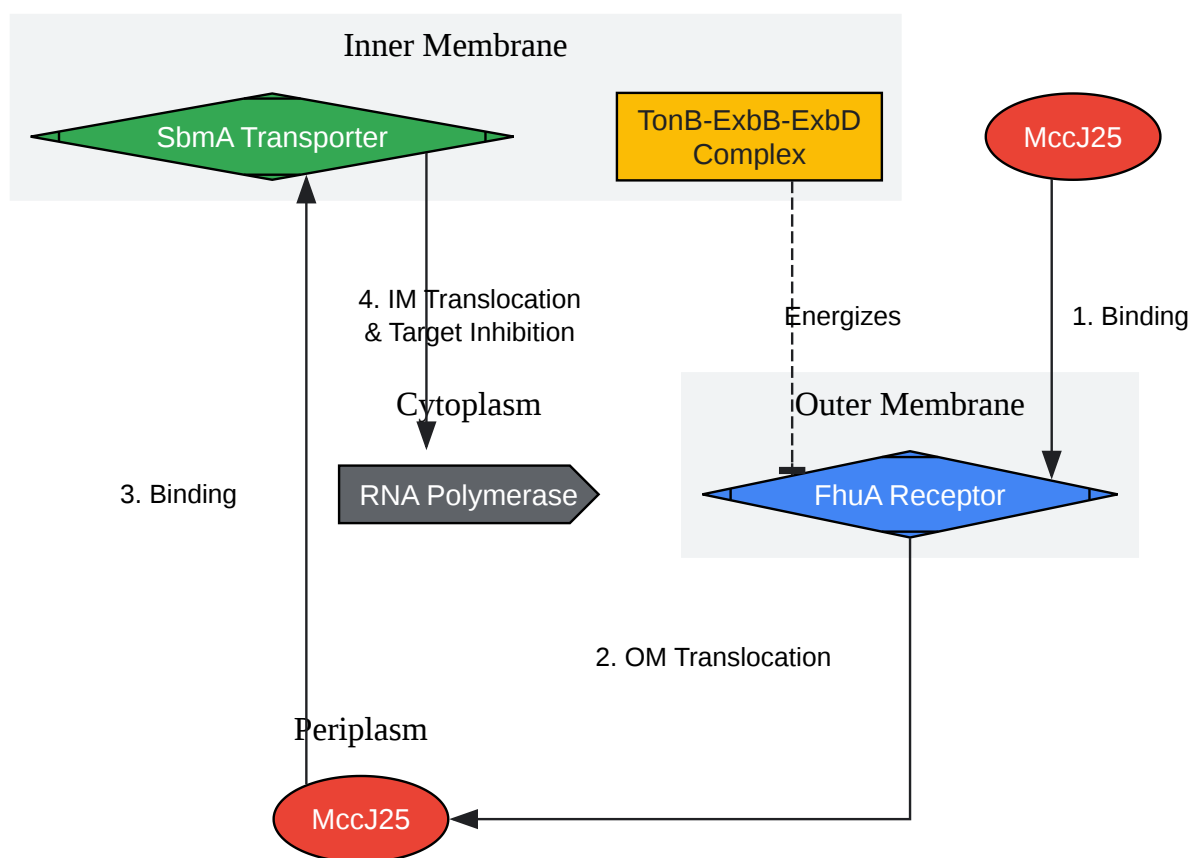 Inner Membrane
SbmA Transporter
TonB-ExbB-ExbD
Complex
MccJ25
4. IM Translocation
& Target Inhibition
Energizes
1. Binding
Cytoplasm
Outer Membrane
3. Binding
RNA Polymerase
FhuA Receptor
2. OM Translocation
Periplasm
MccJ25